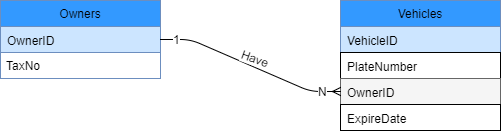 Owners
OwnerID
TaxNo
1
Have
N
Vehicles
VehicleID
PlateNumber
OwnerID
ExpireDate